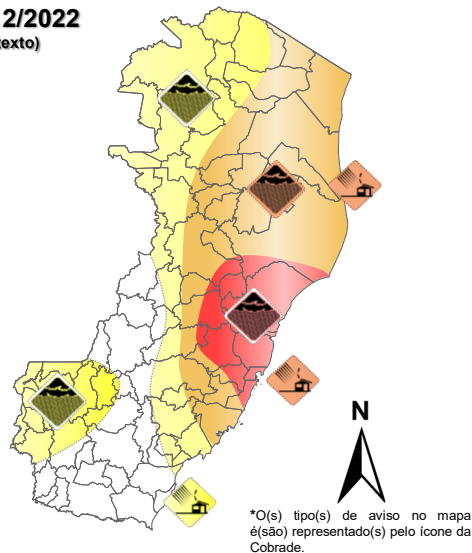 2/2022
exto)
N
*O(s) tipo(s) de aviso no mapa
é(são) representado(s) pelo ícone da
Cobrade.